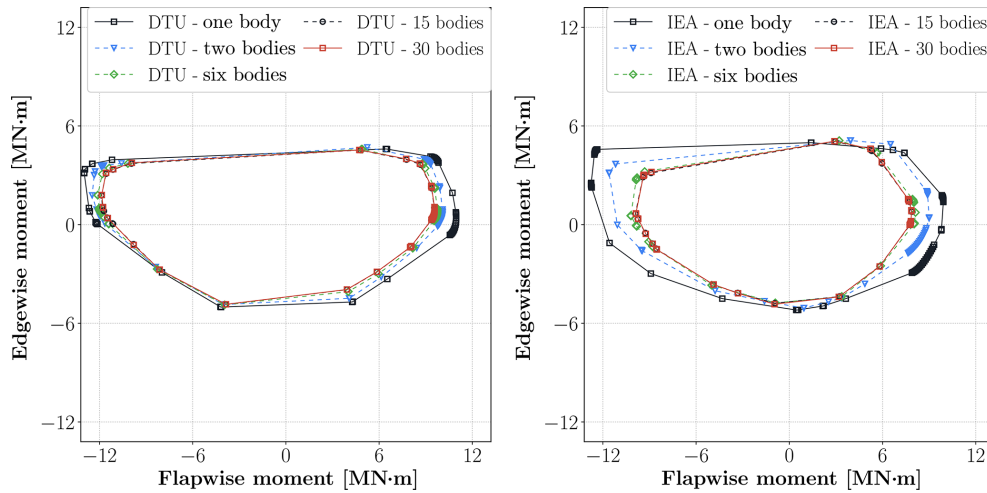 DTU - one body
DTU - two bodies
DTU - six bodies
DTU - 15 bodies
DTU - 30 bodies
12
6
0
−6
−12
Edgewise moment [MN·m]
−12 −6 0 6 12
Flapwise moment [MN·m]
IEA - one body
IEA - two bodies
IEA - six bodies
IEA - 15 bodies
IEA - 30 bodies
12
6
0
−6
−12
Edgewise moment [MN·m]
−12 −6 0 6 12
Flapwise moment [MN·m]